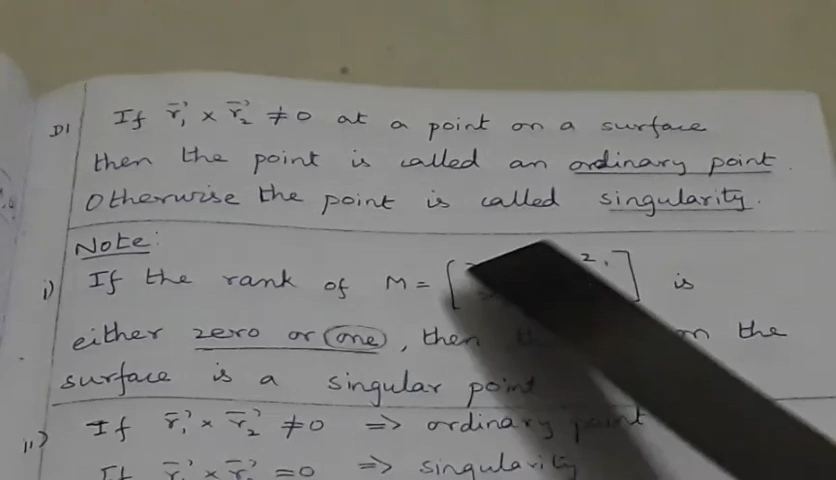 D1 If r̄₁ × r̄₂ ≠ 0 at a point on a surface
then the point is called an ordinary point.
Otherwise the point is called singularity.
Note:
i) If the rank of M = [ ] is
either zero or one, then the
surface is a singular point
ii) If r̄₁ × r̄₂ ≠ 0 ⇒ ordinary point
If r̄₁ × r̄₂ = 0 ⇒ singularity